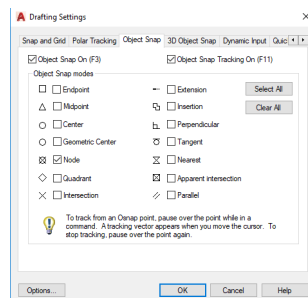 A Drafting Settings
Snap and Grid Polar Tracking Object Snap 3D Object Snap Dynamic Input Quic
Object Snap On (F3) Object Snap Tracking On (F11)
Object Snap modes
Endpoint Extension Select All
Midpoint Insertion Clear All
Center Perpendicular
Geometric Center Tangent
Node Nearest
Quadrant Apparent intersection
Intersection Parallel
To track from an Osnap point, pause over the point while in a
command. A tracking vector appears when you move the cursor. To
stop tracking, pause over the point again.
Options... OK Cancel Help